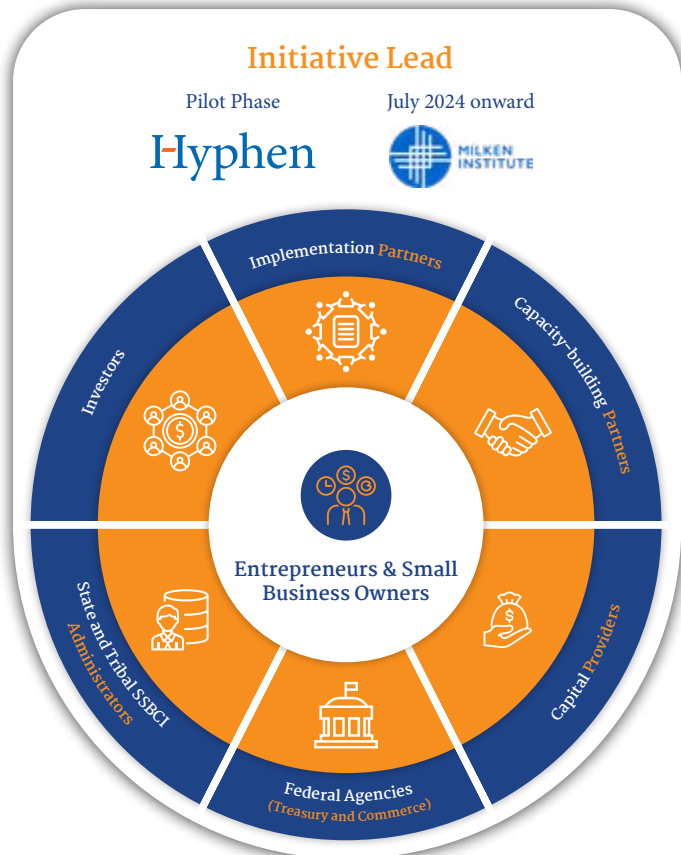 Initiative Lead
Pilot Phase
July 2024 onward
Hyphen
MILKEN
INSTITUTE
Implementation Partners
Capacity-building Partners
Capital Providers
Federal Agencies
(Treasury and Commerce)
State and Tribal SSBCI
Administrators
Investors
Entrepreneurs & Small
Business Owners